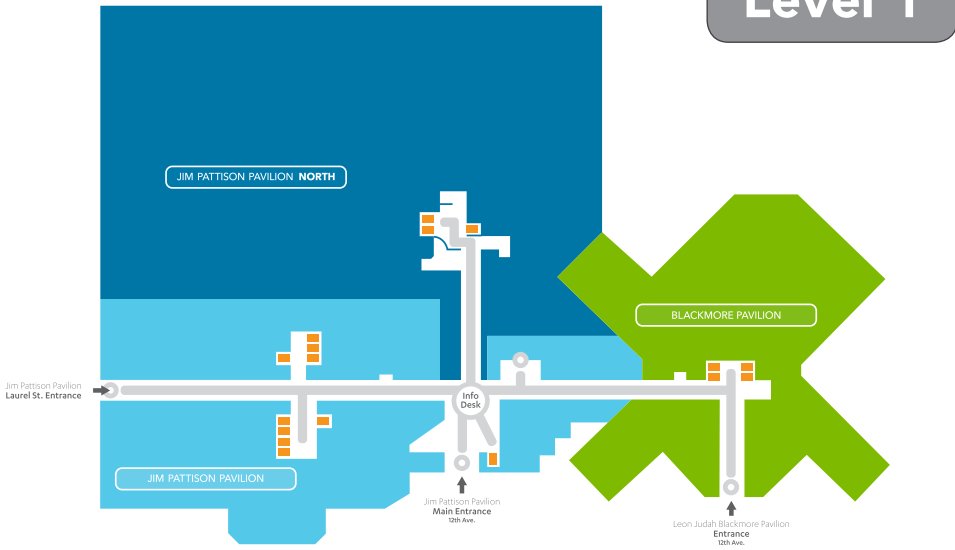 Level 1
JIM PATTISON PAVILION NORTH
BLACKMORE PAVILION
Jim Pattison Pavilion
Laurel St. Entrance
Info
Desk
JIM PATTISON PAVILION
Jim Pattison Pavilion
Main Entrance
12th Ave.
Leon Judah Blackmore Pavilion
Entrance
12th Ave.